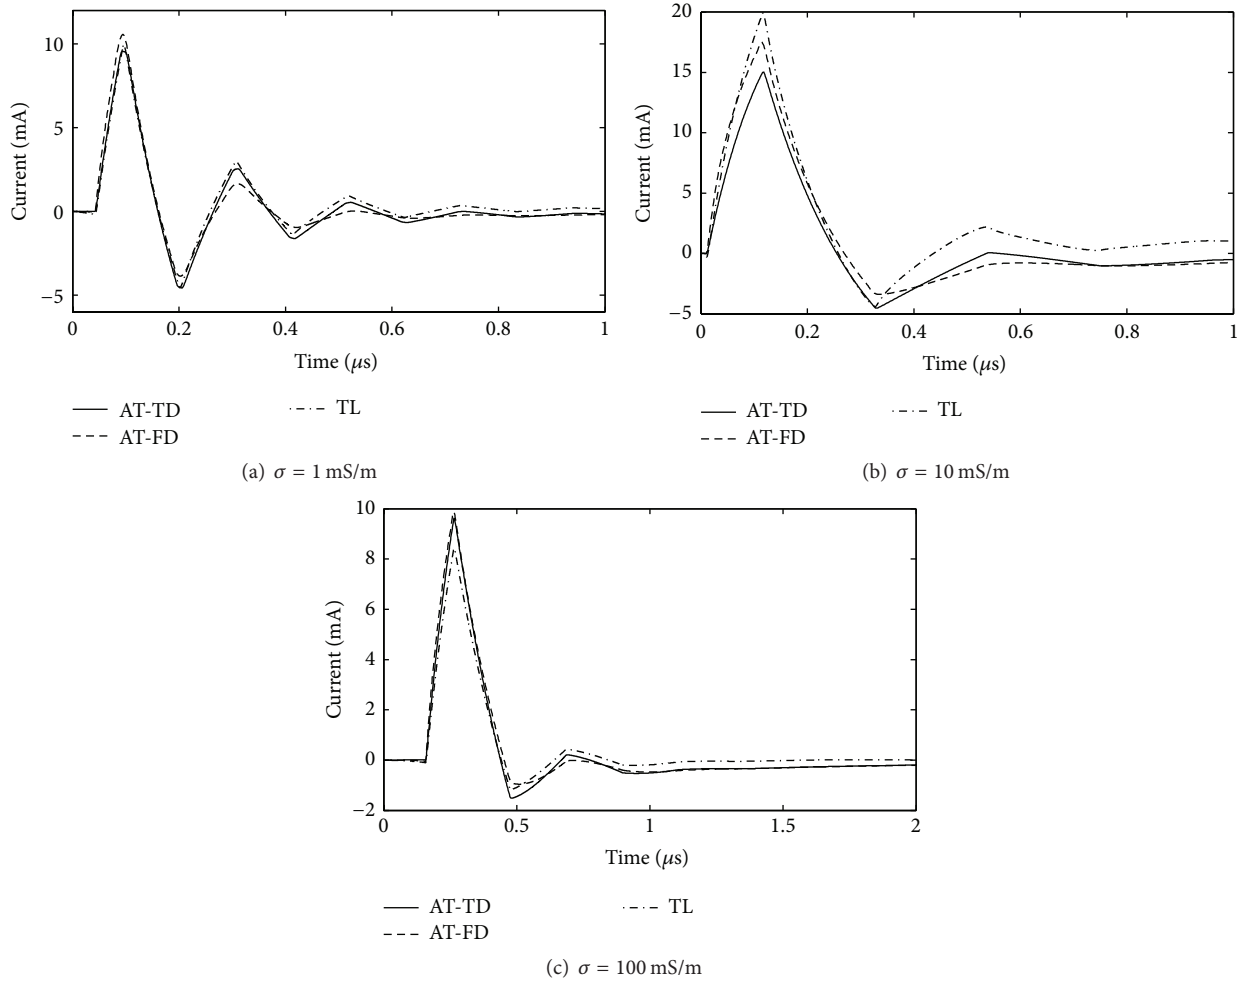 10
5
0
−5
Current (mA)
0 0.2 0.4 0.6 0.8 1
Time (μs)
AT-TD
AT-FD
TL
(a) σ = 1 mS/m
20
15
10
5
0
−5
Current (mA)
0 0.2 0.4 0.6 0.8 1
Time (μs)
AT-TD
AT-FD
TL
(b) σ = 10 mS/m
10
8
6
4
2
0
−2
Current (mA)
0 0.5 1 1.5 2
Time (μs)
AT-TD
AT-FD
TL
(c) σ = 100 mS/m